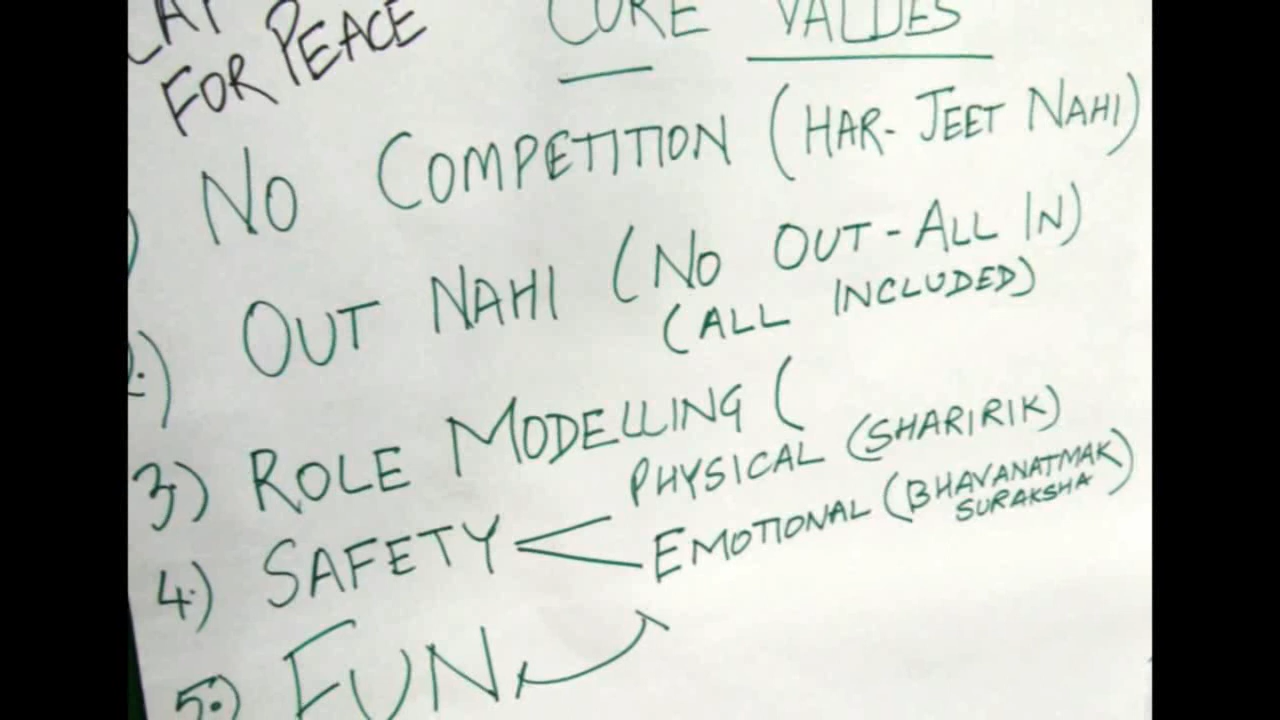 FOR PEACE
CORE VALUES
NO COMPETITION (HAR-JEET NAHI)
2.) OUT NAHI (NO OUT-ALL IN)
(ALL INCLUDED)
3.) ROLE MODELLING (
4.) SAFETY
PHYSICAL (SHARIRIK)
EMOTIONAL (BHAVANATMAK
SURAKSHA)
5.) FUN